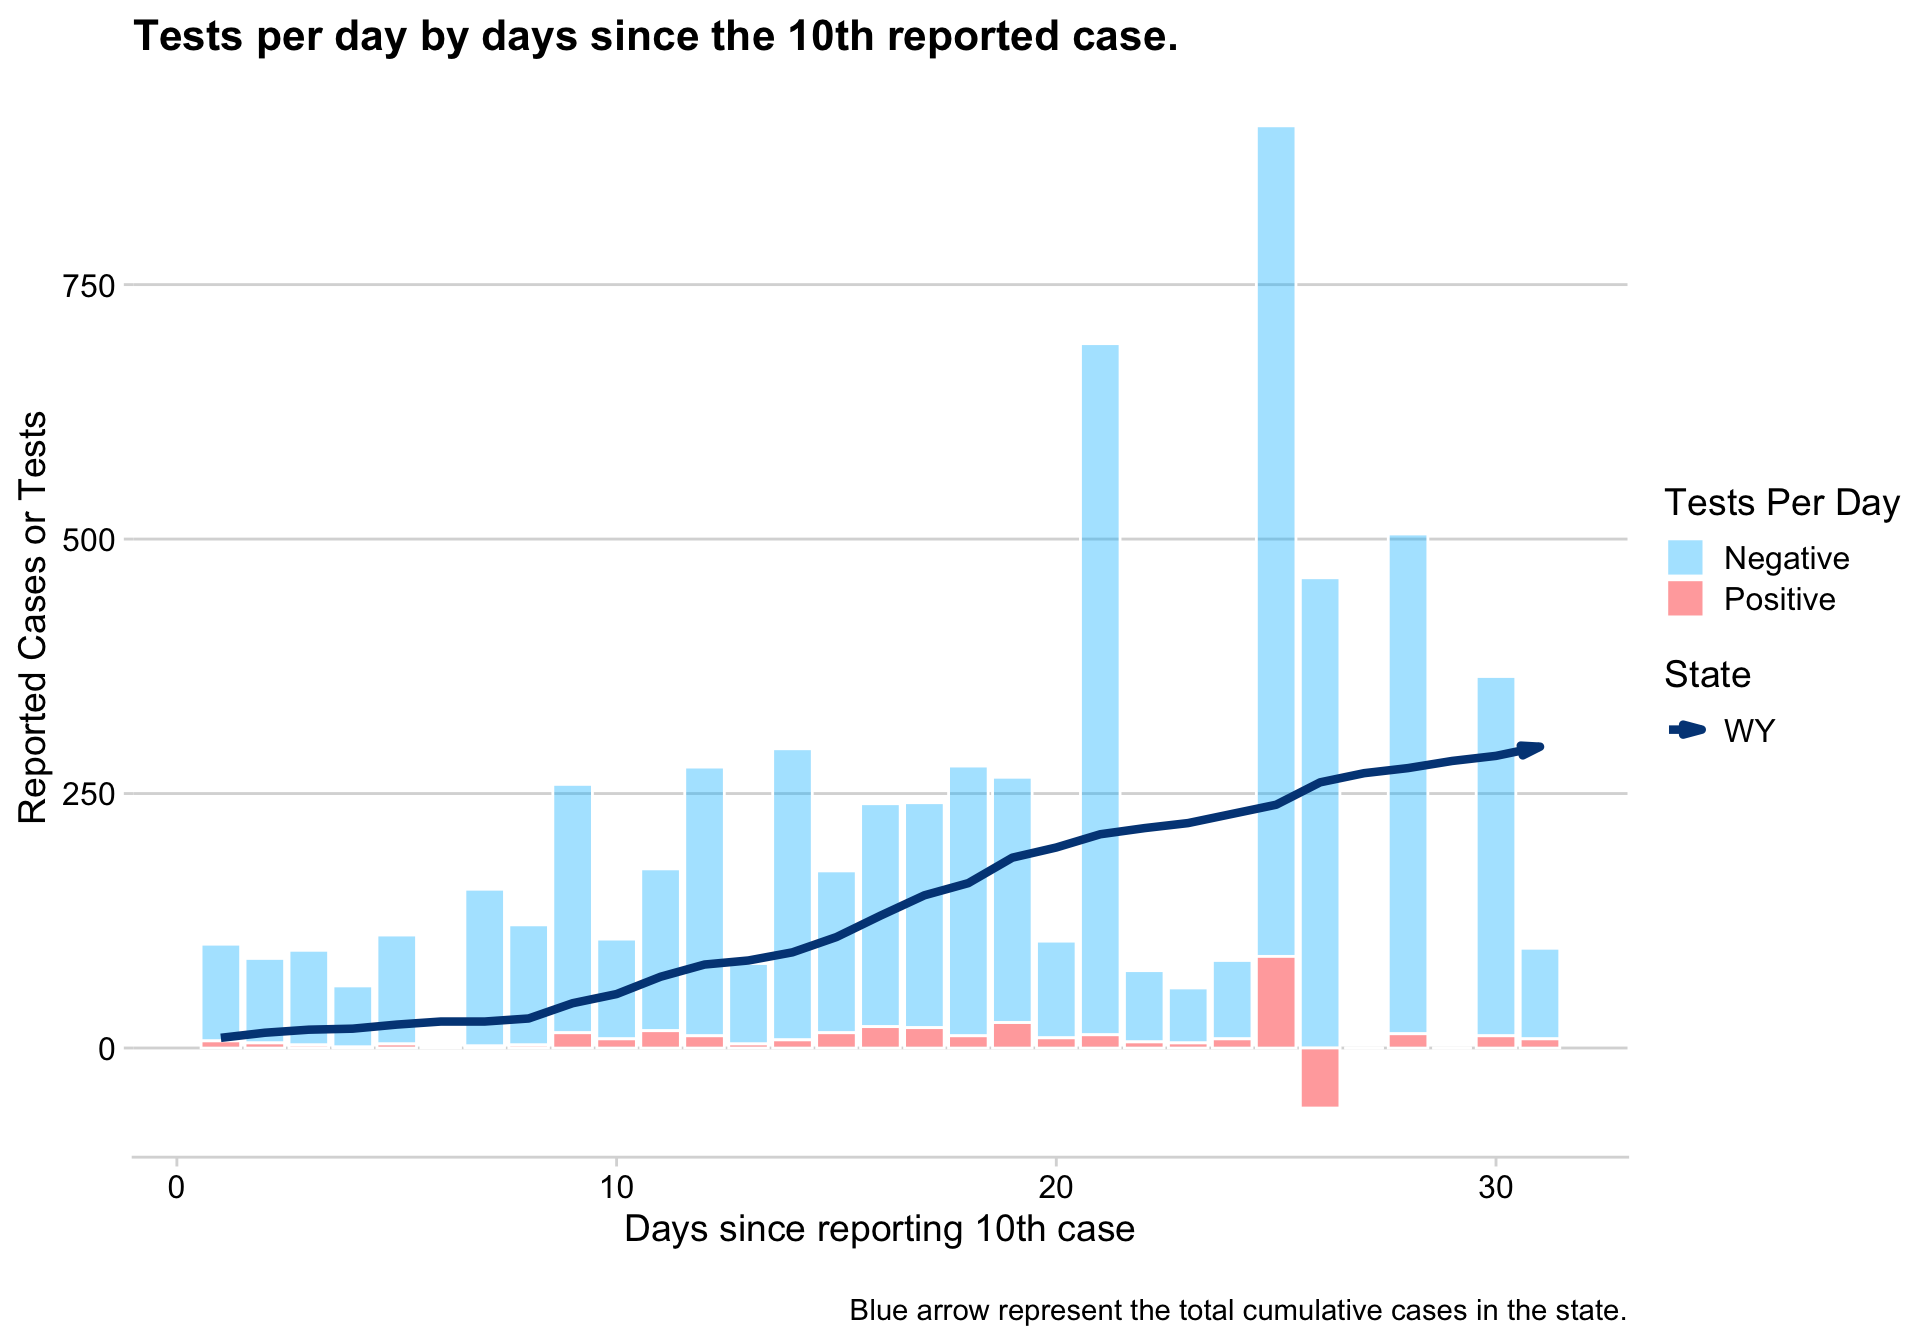 Tests per day by days since the 10th reported case.
Reported Cases or Tests
750
500
250
0
0
10
20
30
Days since reporting 10th case
Tests Per Day
Negative
Positive
State
WY
Blue arrow represent the total cumulative cases in the state.